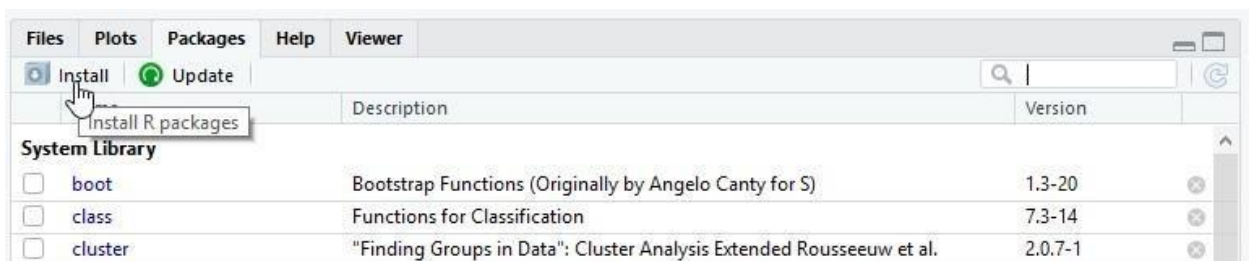 Files Plots Packages Help Viewer
Install Update
Description Version
Install R packages
System Library
boot Bootstrap Functions (Originally by Angelo Canty for S) 1.3-20
class Functions for Classification 7.3-14
cluster "Finding Groups in Data": Cluster Analysis Extended Rousseeuw et al. 2.0.7-1